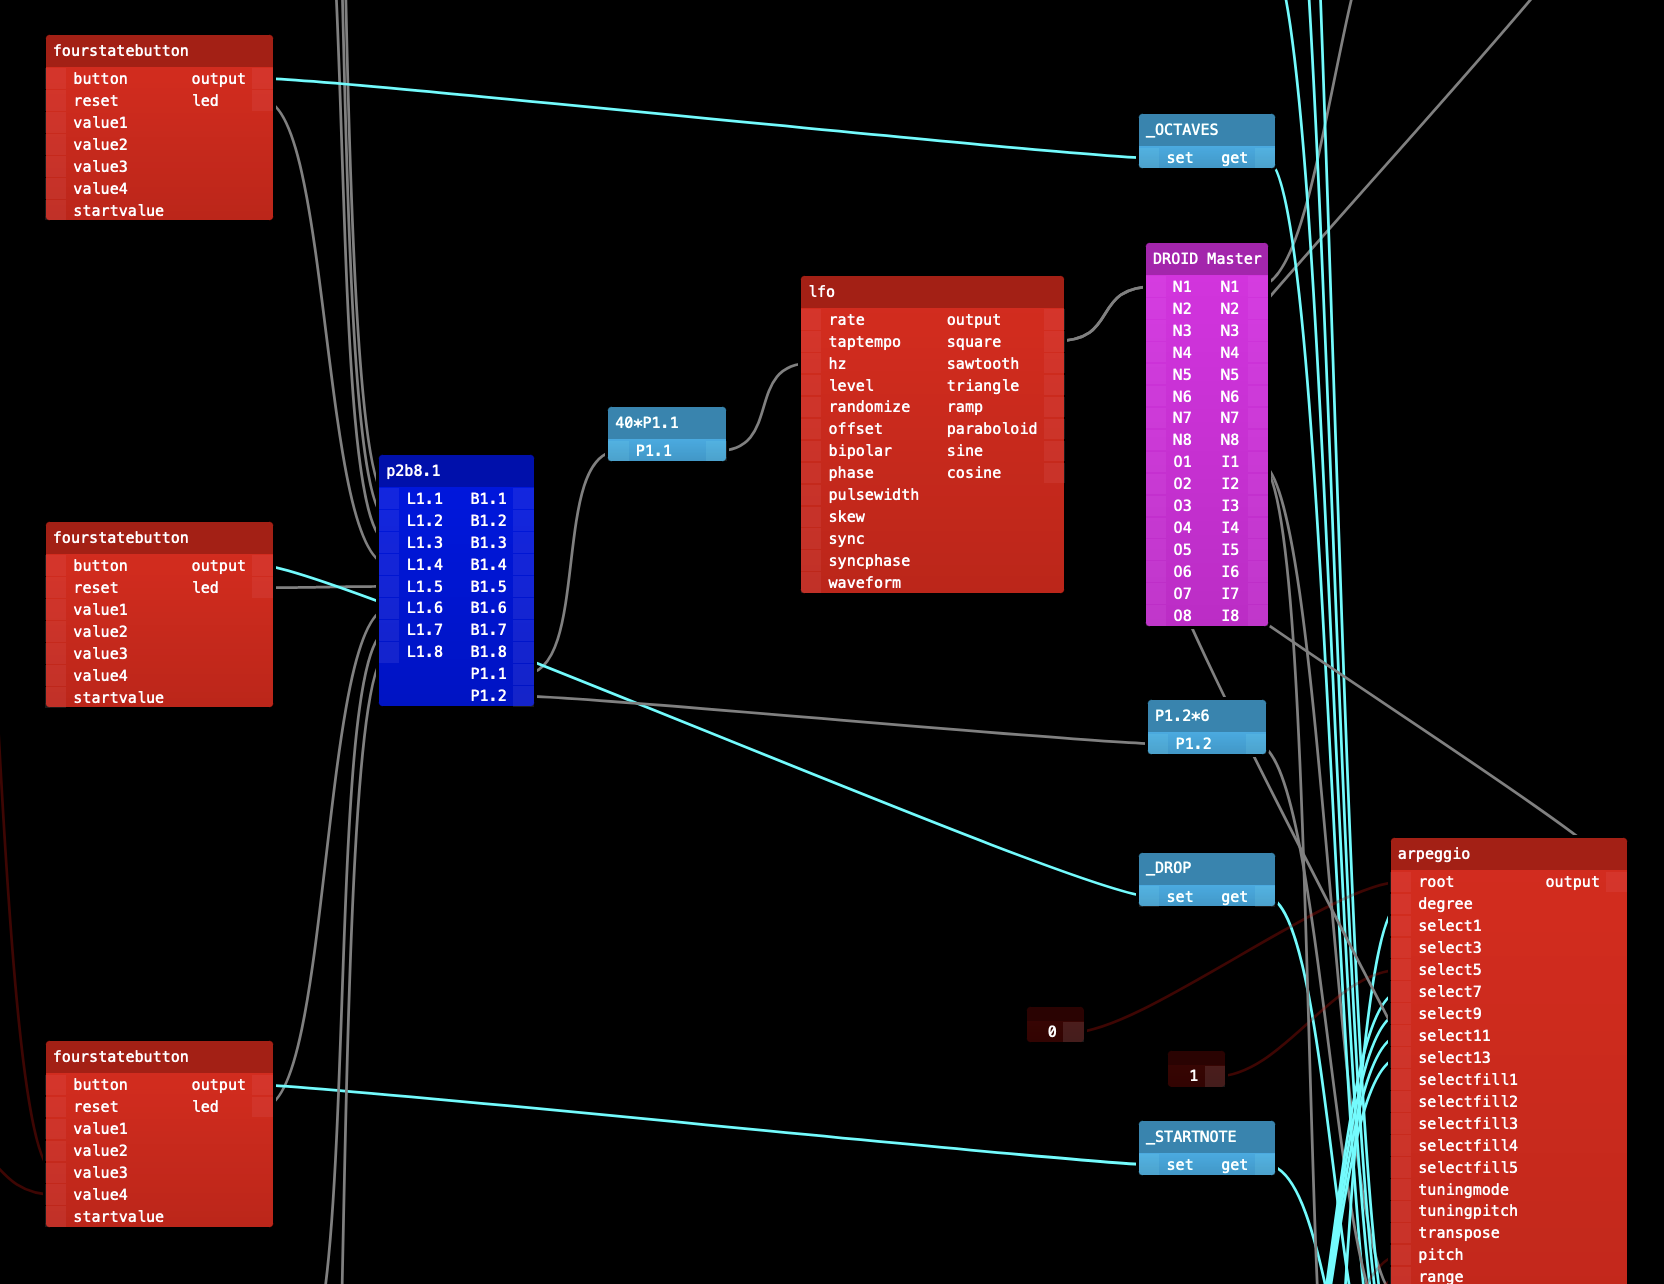 fourstatebutton
button output
reset led
value1
value2
value3
value4
startvalue
_OCTAVES
set get
DROID Master
N1 N1
N2 N2
N3 N3
N4 N4
N5 N5
N6 N6
N7 N7
N8 N8
O1 I1
O2 I2
O3 I3
O4 I4
O5 I5
O6 I6
O7 I7
O8 I8
lfo
rate output
taptempo square
hz sawtooth
level triangle
randomize ramp
offset paraboloid
bipolar sine
phase cosine
pulsewidth
skew
sync
syncphase
waveform
40*P1.1
P1.1
p2b8.1
L1.1 B1.1
L1.2 B1.2
L1.3 B1.3
L1.4 B1.4
L1.5 B1.5
L1.6 B1.6
L1.7 B1.7
L1.8 B1.8
P1.1
P1.2
fourstatebutton
button output
reset led
value1
value2
value3
value4
startvalue
P1.2*6
P1.2
_DROP
set get
arpeggio
root output
degree
select1
select3
select5
select7
select9
select11
select13
selectfill1
selectfill2
selectfill3
selectfill4
selectfill5
tuningmode
tuningpitch
transpose
pitch
range
0
1
fourstatebutton
button output
reset led
value1
value2
value3
value4
startvalue
_STARTNOTE
set get